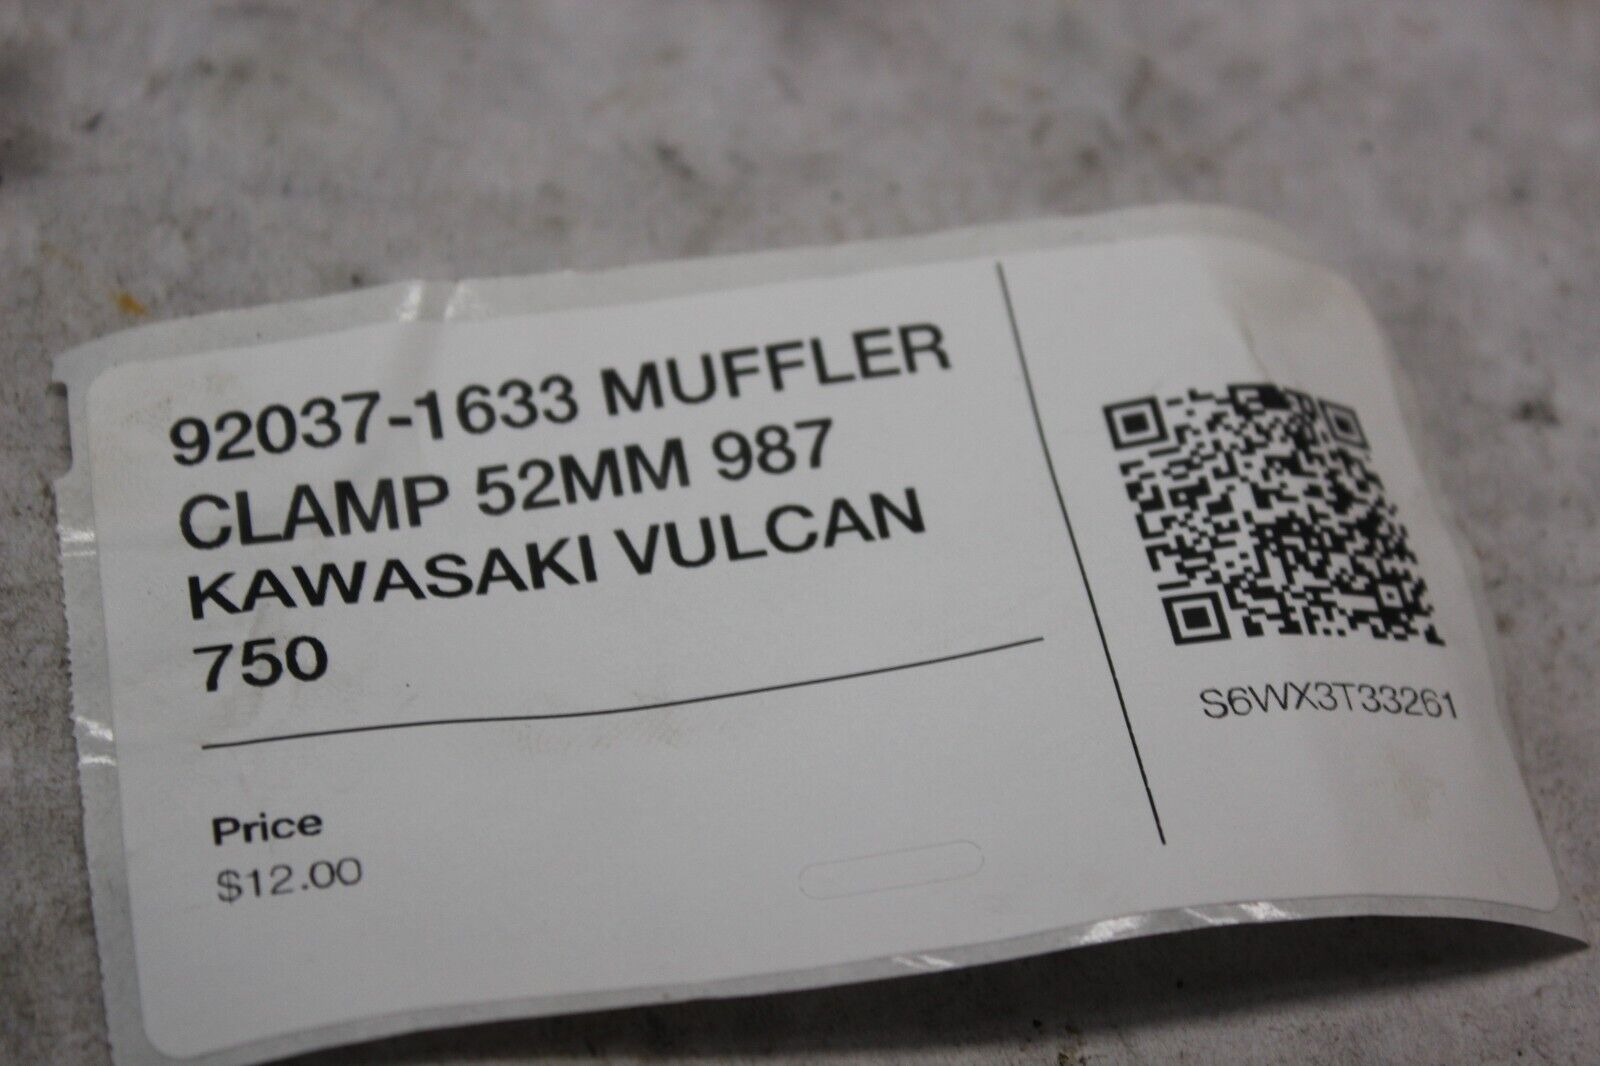 92037-1633 MUFFLER
CLAMP 52MM 987
KAWASAKI VULCAN
750
Price
$12.00
S6WX3T33261